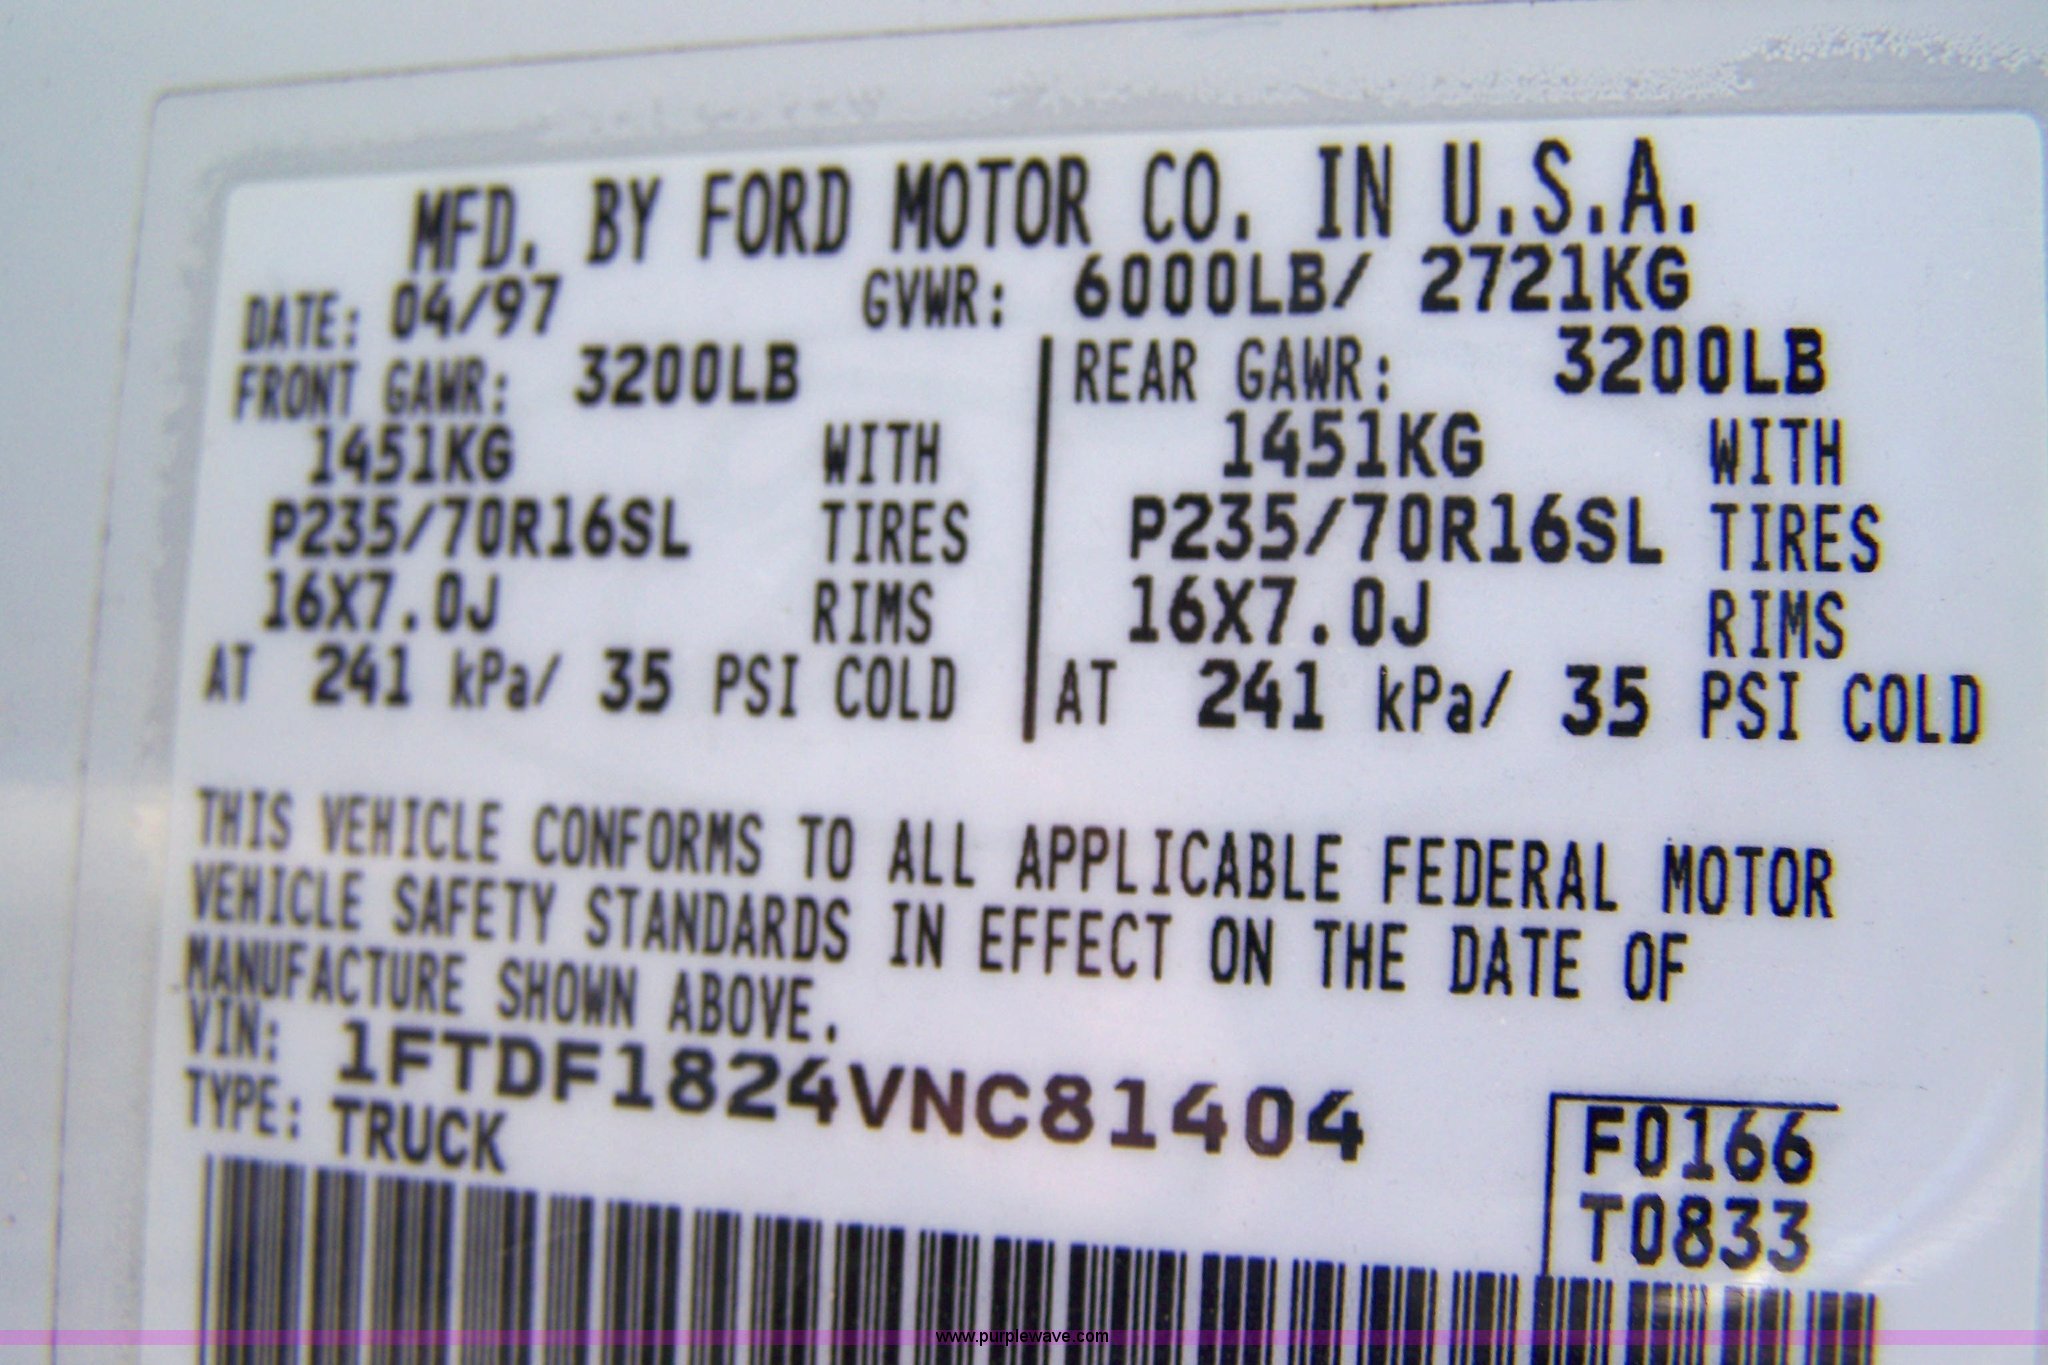 MFD. BY FORD MOTOR CO. IN U.S.A.
DATE: 04/97 GVWR: 6000LB/ 2721KG
FRONT GAWR: 3200LB REAR GAWR: 3200LB
1451KG WITH 1451KG WITH
P235/70R16SL TIRES P235/70R16SL TIRES
16X7.0J RIMS 16X7.0J RIMS
AT 241 kPa/ 35 PSI COLD AT 241 kPa/ 35 PSI COLD
THIS VEHICLE CONFORMS TO ALL APPLICABLE FEDERAL MOTOR
VEHICLE SAFETY STANDARDS IN EFFECT ON THE DATE OF
MANUFACTURE SHOWN ABOVE.
VIN: 1FTDF1824VNC81404
TYPE: TRUCK
F0166
T0833
www.purplewave.com